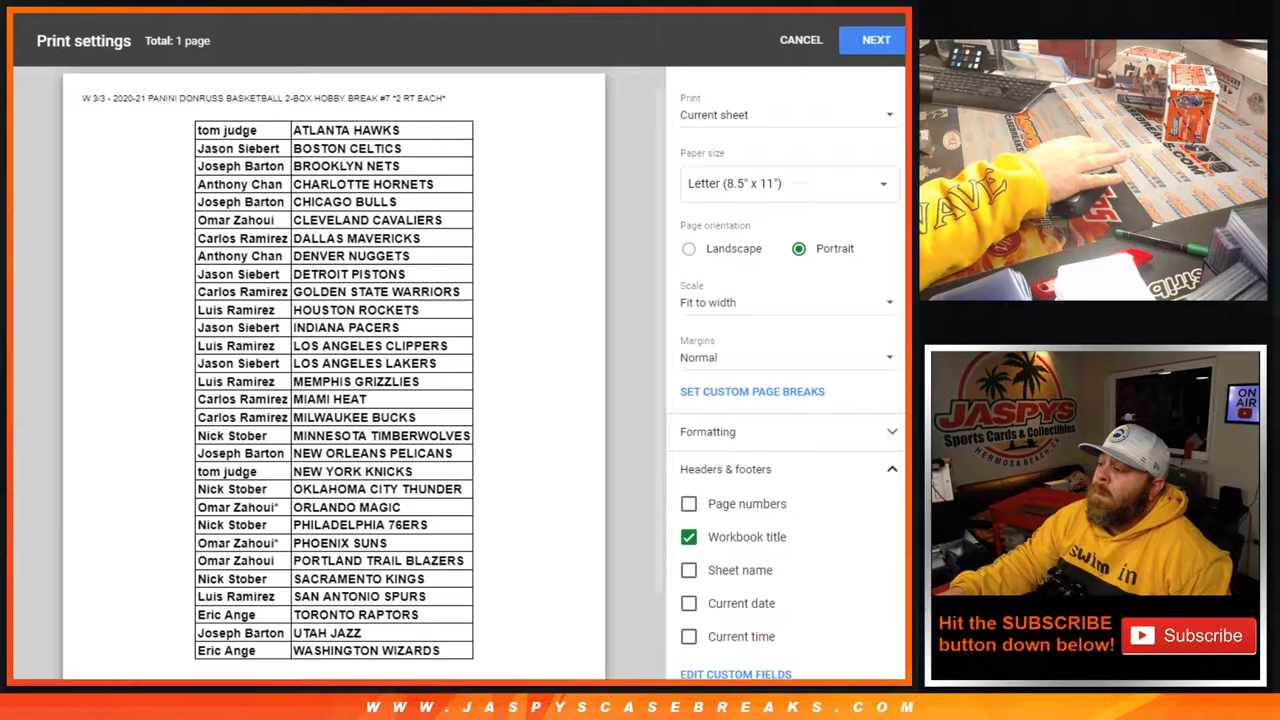 Print settings Total: 1 page CANCEL NEXT
W 3/3 - 2020-21 PANINI DONRUSS BASKETBALL 2-BOX HOBBY BREAK #7 *2 RT EACH*
tom judge ATLANTA HAWKS
Jason Siebert BOSTON CELTICS
Joseph Barton BROOKLYN NETS
Anthony Chan CHARLOTTE HORNETS
Joseph Barton CHICAGO BULLS
Omar Zahoui CLEVELAND CAVALIERS
Carlos Ramirez DALLAS MAVERICKS
Anthony Chan DENVER NUGGETS
Jason Siebert DETROIT PISTONS
Carlos Ramirez GOLDEN STATE WARRIORS
Luis Ramirez HOUSTON ROCKETS
Jason Siebert INDIANA PACERS
Luis Ramirez LOS ANGELES CLIPPERS
Jason Siebert LOS ANGELES LAKERS
Luis Ramirez MEMPHIS GRIZZLIES
Carlos Ramirez MIAMI HEAT
Carlos Ramirez MILWAUKEE BUCKS
Nick Stober MINNESOTA TIMBERWOLVES
Joseph Barton NEW ORLEANS PELICANS
tom judge NEW YORK KNICKS
Nick Stober OKLAHOMA CITY THUNDER
Omar Zahoui* ORLANDO MAGIC
Nick Stober PHILADELPHIA 76ERS
Omar Zahoui* PHOENIX SUNS
Omar Zahoui PORTLAND TRAIL BLAZERS
Nick Stober SACRAMENTO KINGS
Luis Ramirez SAN ANTONIO SPURS
Eric Ange TORONTO RAPTORS
Joseph Barton UTAH JAZZ
Eric Ange WASHINGTON WIZARDS
Print
Current sheet
Paper size
Letter (8.5" x 11")
Page orientation
Landscape Portrait
Scale
Fit to width
Margins
Normal
SET CUSTOM PAGE BREAKS
Formatting
Headers & footers
Page numbers
Workbook title
Sheet name
Current date
Current time
EDIT CUSTOM FIELDS
WAVE
JASPYS
Sports Cards & Collectibles
HERMOSA BEACH, CA
ON
AIR
swim in
Hit the SUBSCRIBE
button down below!
Subscribe
WWW.JASPYSCASEBREAKS.COM